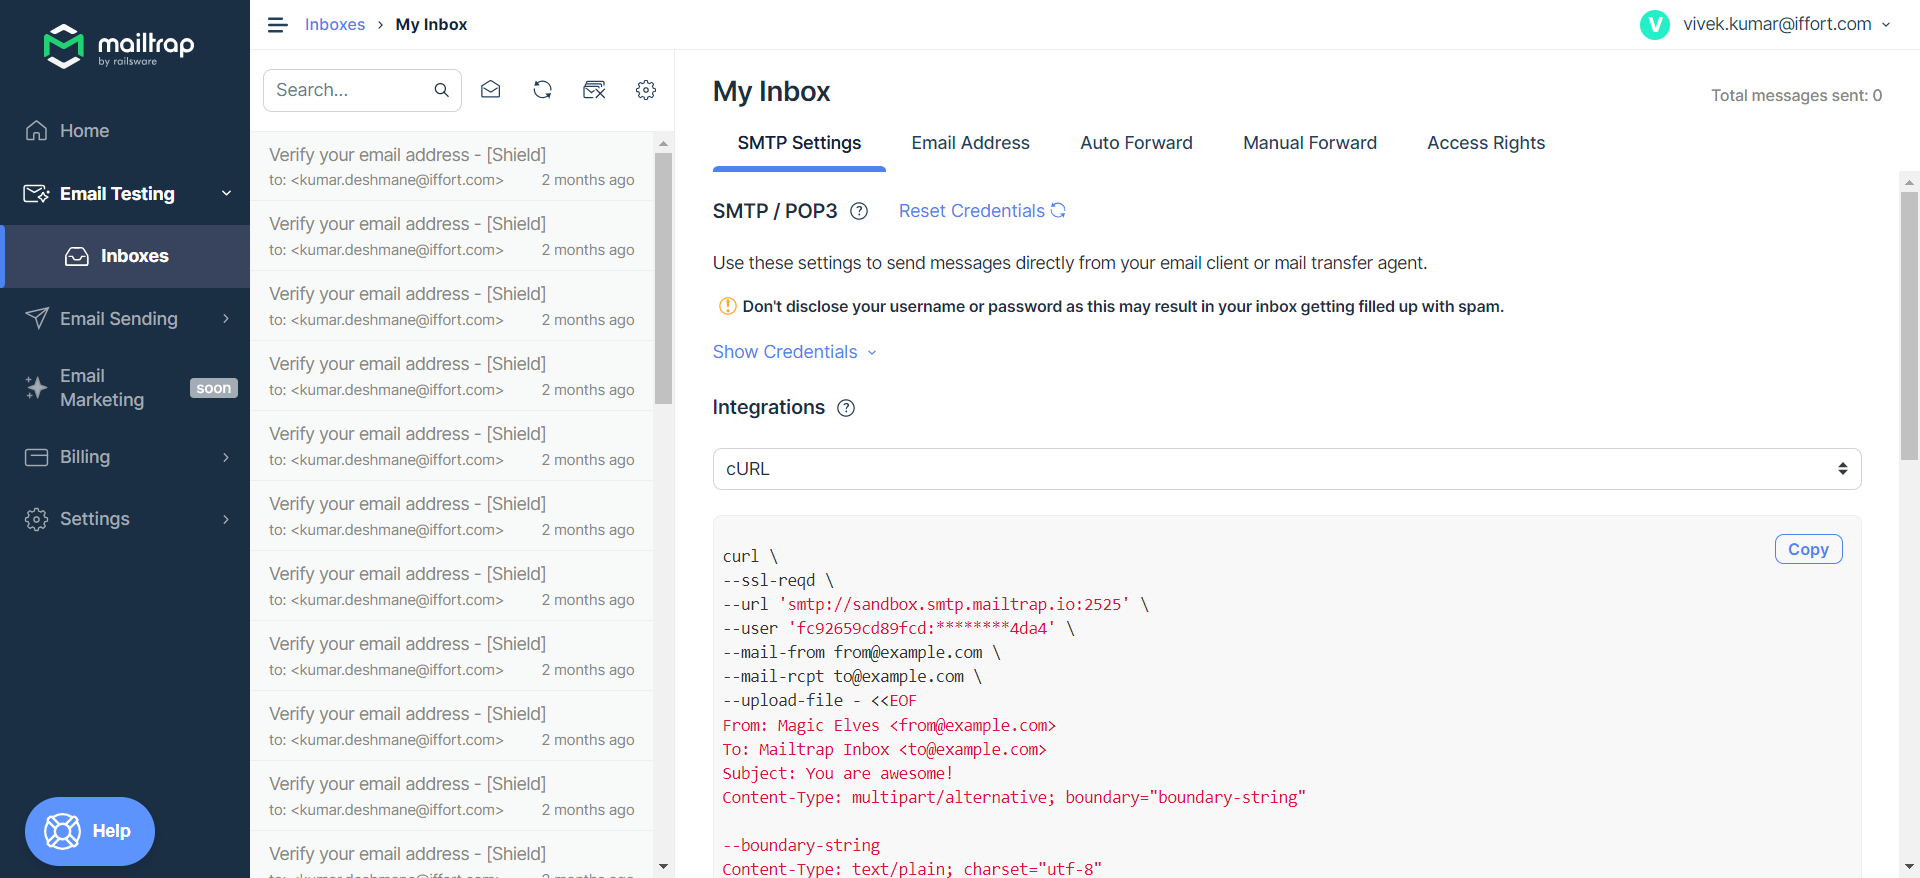 mailtrap
by railsware
Home
Email Testing
Inboxes
Email Sending
Email
Marketing
soon
Billing
Settings
Help
Inboxes › My Inbox
vivek.kumar@iffort.com
V
Search...
Verify your email address - [Shield]
to: <kumar.deshmane@iffort.com> 2 months ago
Verify your email address - [Shield]
to: <kumar.deshmane@iffort.com> 2 months ago
Verify your email address - [Shield]
to: <kumar.deshmane@iffort.com> 2 months ago
Verify your email address - [Shield]
to: <kumar.deshmane@iffort.com> 2 months ago
Verify your email address - [Shield]
to: <kumar.deshmane@iffort.com> 2 months ago
Verify your email address - [Shield]
to: <kumar.deshmane@iffort.com> 2 months ago
Verify your email address - [Shield]
to: <kumar.deshmane@iffort.com> 2 months ago
Verify your email address - [Shield]
to: <kumar.deshmane@iffort.com> 2 months ago
Verify your email address - [Shield]
to: <kumar.deshmane@iffort.com> 2 months ago
Verify your email address - [Shield]
to: <kumar.deshmane@iffort.com> 2 months ago
Verify your email address - [Shield]
My Inbox
Total messages sent: 0
SMTP Settings Email Address Auto Forward Manual Forward Access Rights
SMTP / POP3 ? Reset Credentials
Use these settings to send messages directly from your email client or mail transfer agent.
! Don't disclose your username or password as this may result in your inbox getting filled up with spam.
Show Credentials
Integrations ?
cURL
Copy
curl \
--ssl-reqd \
--url 'smtp://sandbox.smtp.mailtrap.io:2525' \
--user 'fc92659cd89fcd:********4da4' \
--mail-from from@example.com \
--mail-rcpt to@example.com \
--upload-file - <<EOF
From: Magic Elves <from@example.com>
To: Mailtrap Inbox <to@example.com>
Subject: You are awesome!
Content-Type: multipart/alternative; boundary="boundary-string"
--boundary-string
Content-Type: text/plain; charset="utf-8"